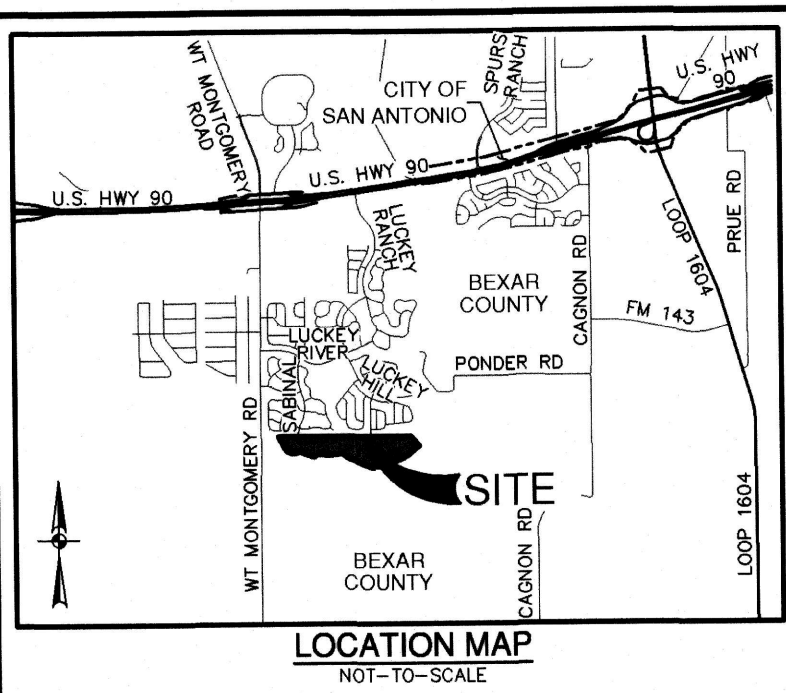 WT MONTGOMERY
ROAD
SPURS
RANCH
CITY OF
SAN ANTONIO
U.S. HWY
90
U.S. HWY 90
U.S. HWY 90
LUCKEY
RANCH
BEXAR
COUNTY
CAGNON RD
LOOP 1604
PRUE RD
FM 143
LUCKEY
RIVER
LUCKEY
HILL
PONDER RD
SABINAL
WT MONTGOMERY RD
SITE
BEXAR
COUNTY
CAGNON RD
LOOP 1604
LOCATION MAP
NOT-TO-SCALE